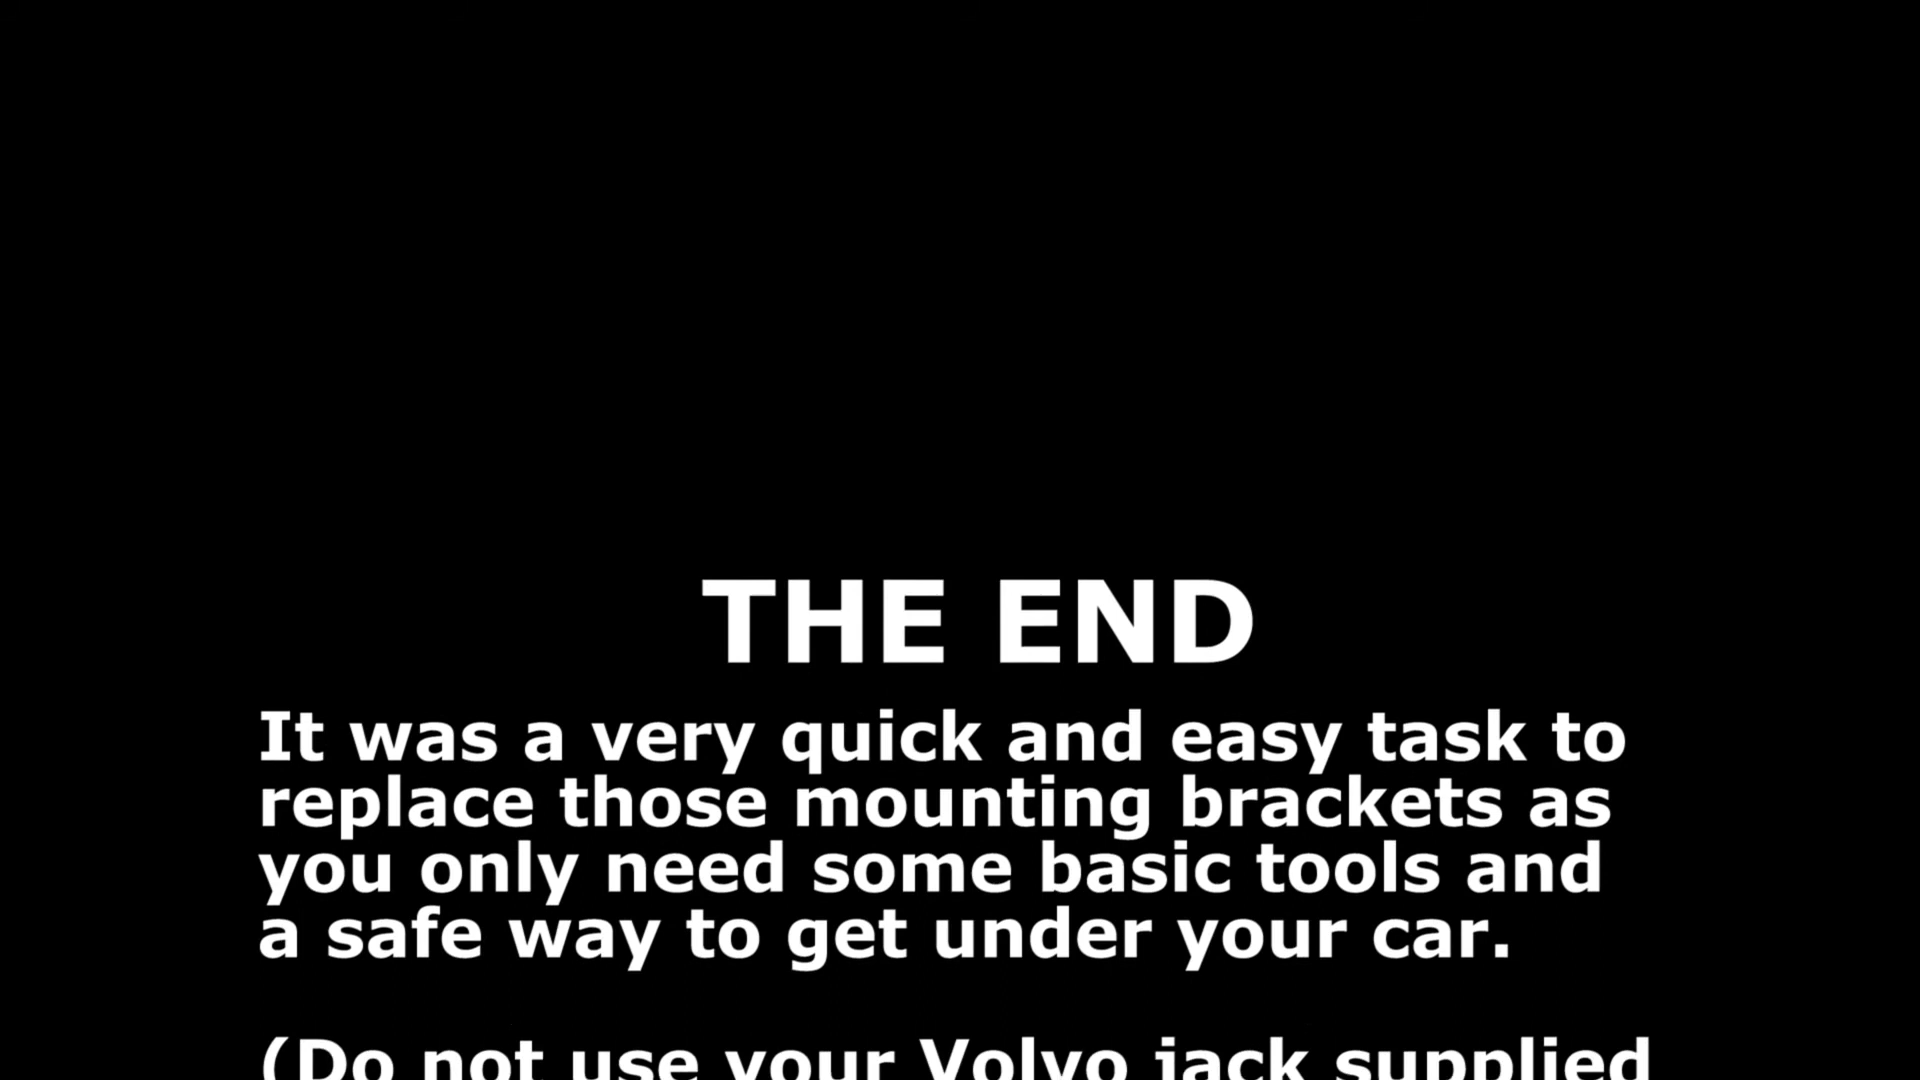 THE END
It was a very quick and easy task to
replace those mounting brackets as
you only need some basic tools and
a safe way to get under your car.
(Do not use your Volvo jack supplied